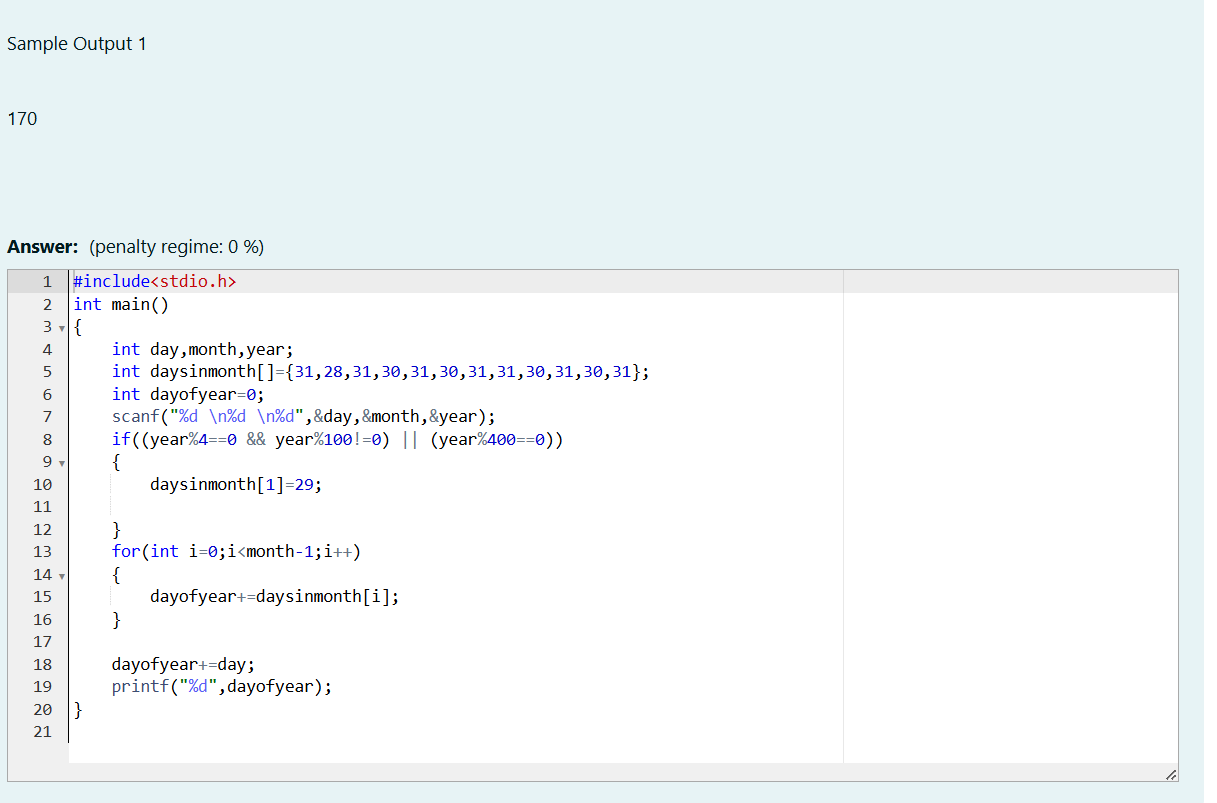 Sample Output 1
170
Answer: (penalty regime: 0 %)
1 #include<stdio.h>
2 int main()
3 {
4     int day,month,year;
5     int daysinmonth[]={31,28,31,30,31,30,31,31,30,31,30,31};
6     int dayofyear=0;
7     scanf("%d \n%d \n%d",&day,&month,&year);
8     if((year%4==0 && year%100!=0) || (year%400==0))
9     {
10         daysinmonth[1]=29;
11
12     }
13     for(int i=0;i<month-1;i++)
14     {
15         dayofyear+=daysinmonth[i];
16     }
17
18     dayofyear+=day;
19     printf("%d",dayofyear);
20 }
21